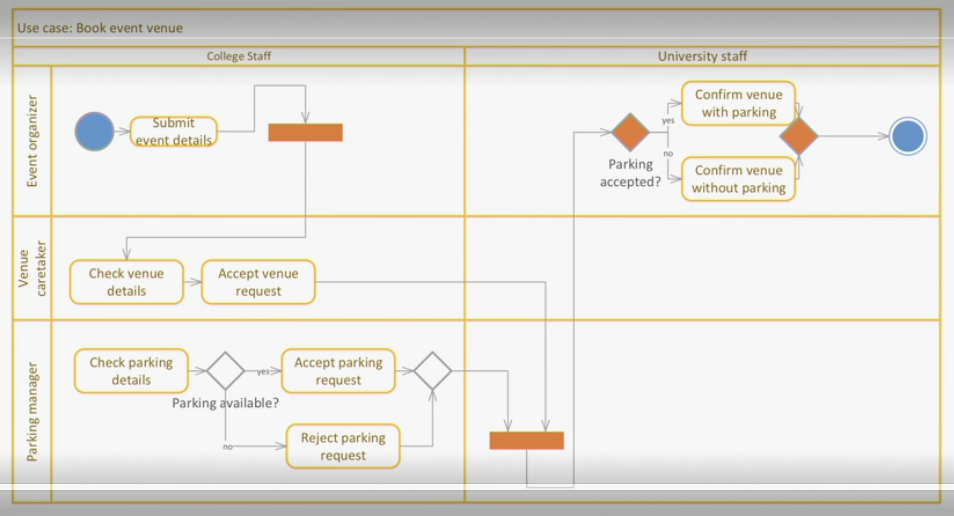 Use case: Book event venue
College Staff
University staff
Event organizer
Submit
event details
Parking
accepted?
yes
no
Confirm venue
with parking
Confirm venue
without parking
Venue
caretaker
Check venue
details
Accept venue
request
Parking manager
Check parking
details
Parking available?
yes
no
Accept parking
request
Reject parking
request